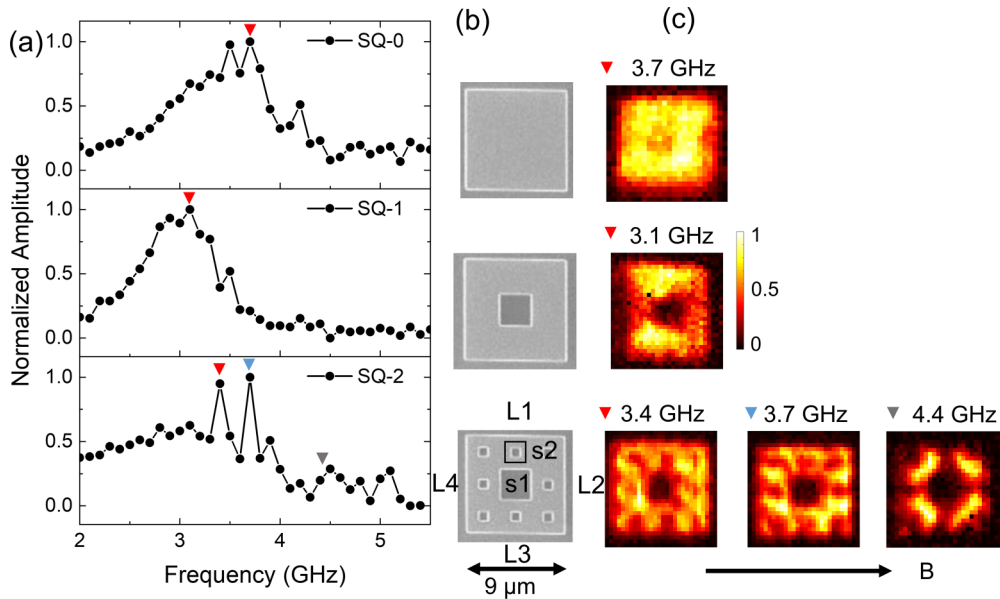 (a)
(b)
(c)
Normalized Amplitude
1.0
0.5
0.0
SQ-0
1.0
0.5
0.0
SQ-1
1.0
0.5
0.0
SQ-2
2 3 4 5
Frequency (GHz)
3.7 GHz
3.1 GHz
1
0.5
0
L1
s2
s1
L4
L2
L3
9 μm
3.4 GHz
3.7 GHz
4.4 GHz
B